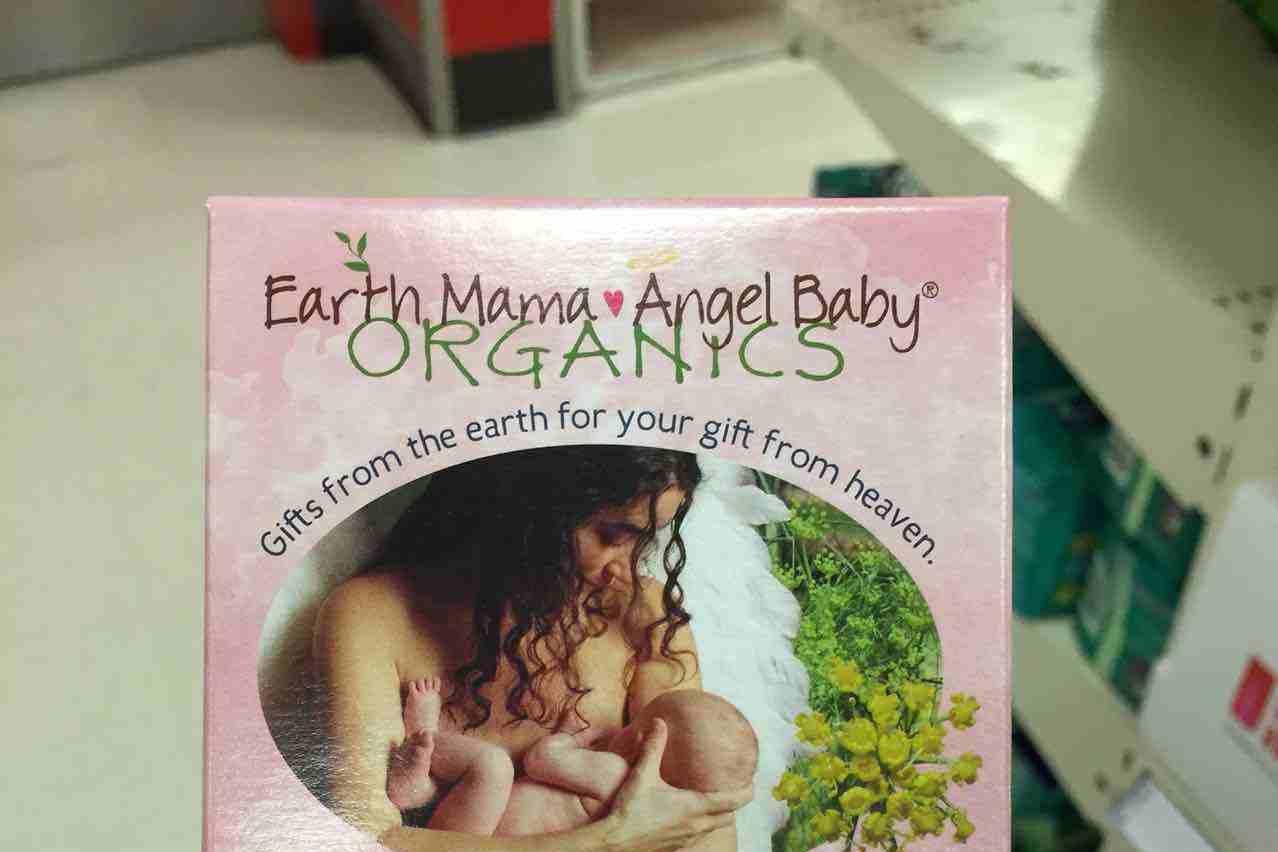 Earth Mama Angel Baby®
ORGANICS
Gifts from the earth for your gift from heaven.